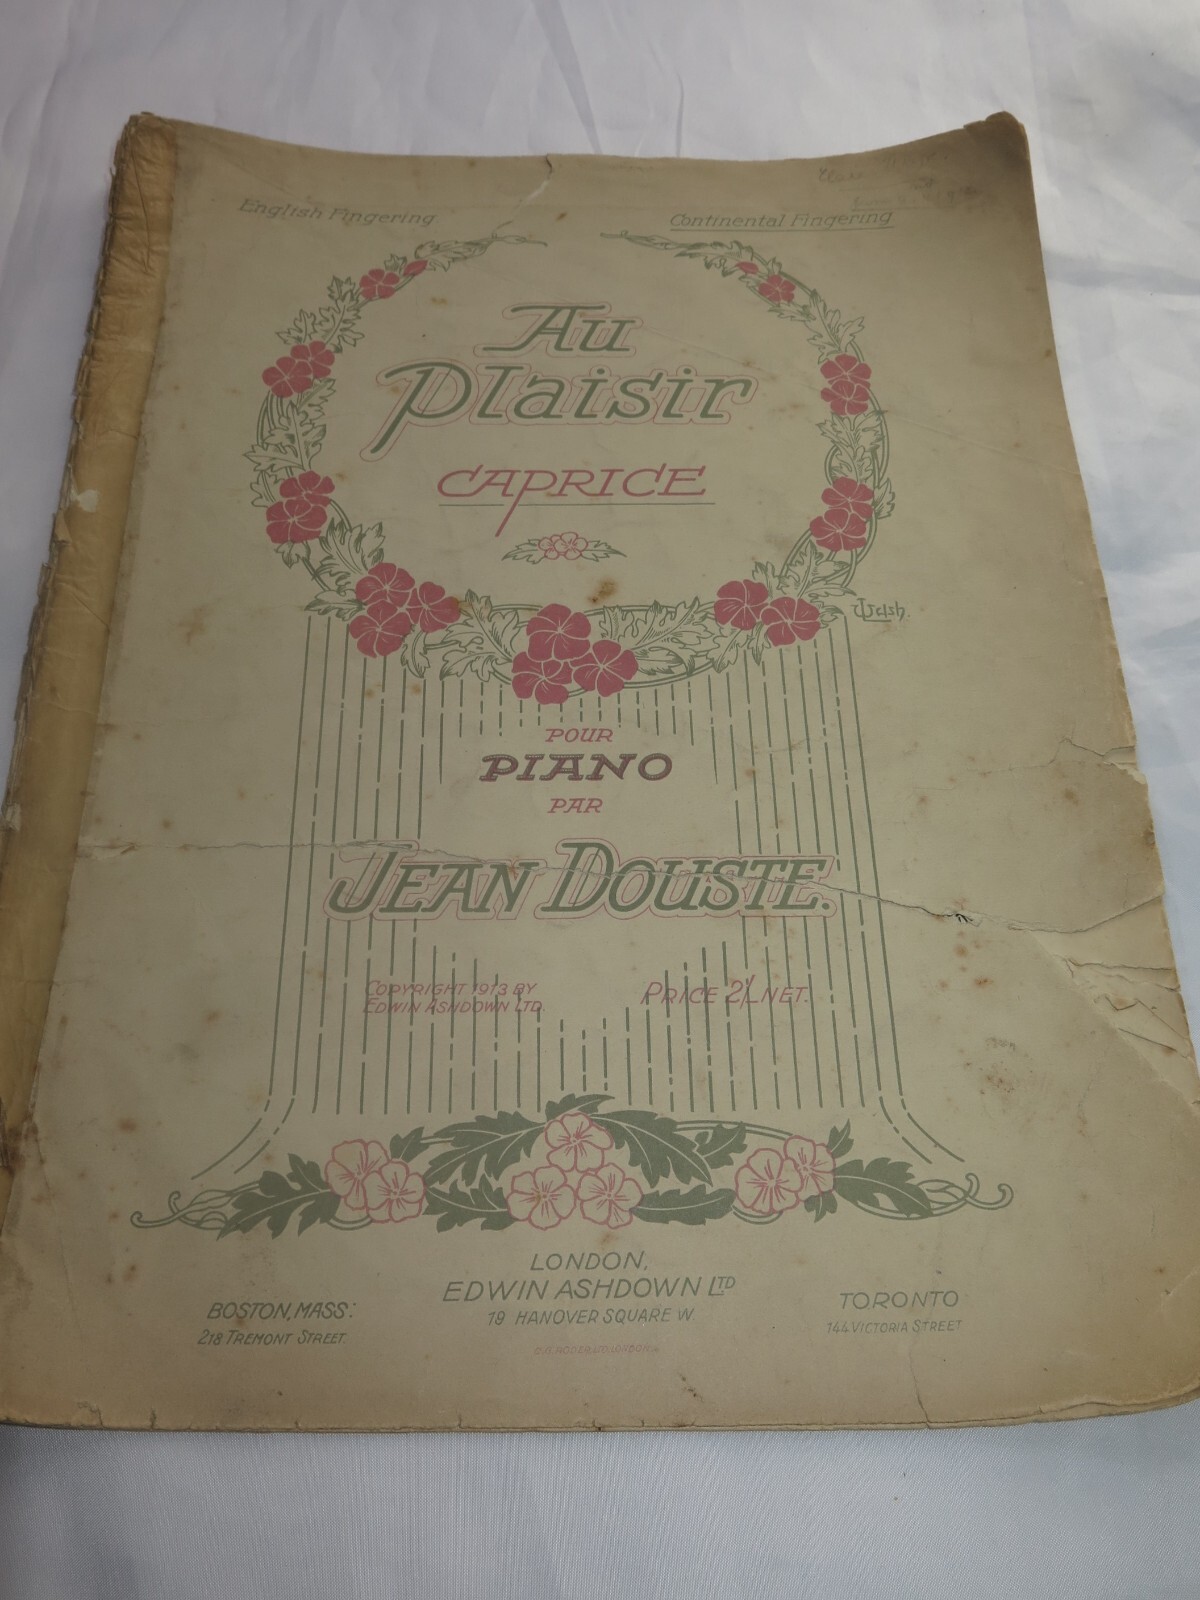 English Fingering
Continental Fingering
Au
Plaisir
CAPRICE
Welsh.
POUR
PIANO
PAR
JEAN DOUSTE.
COPYRIGHT 1913 BY
EDWIN ASHDOWN LTD.
PRICE 2/- NET.
LONDON,
EDWIN ASHDOWN LTD
19 HANOVER SQUARE W.
BOSTON, MASS:
218 TREMONT STREET.
TORONTO
144 VICTORIA STREET